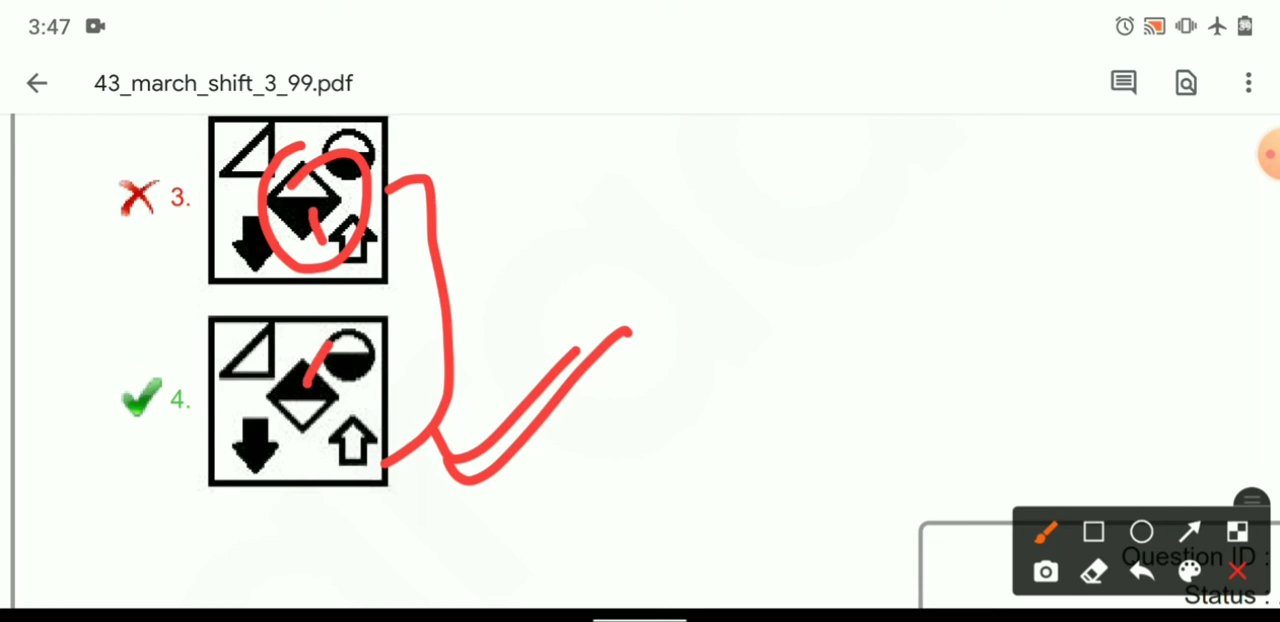 3:47
43_march_shift_3_99.pdf
3.
4.
Question ID :
Status :